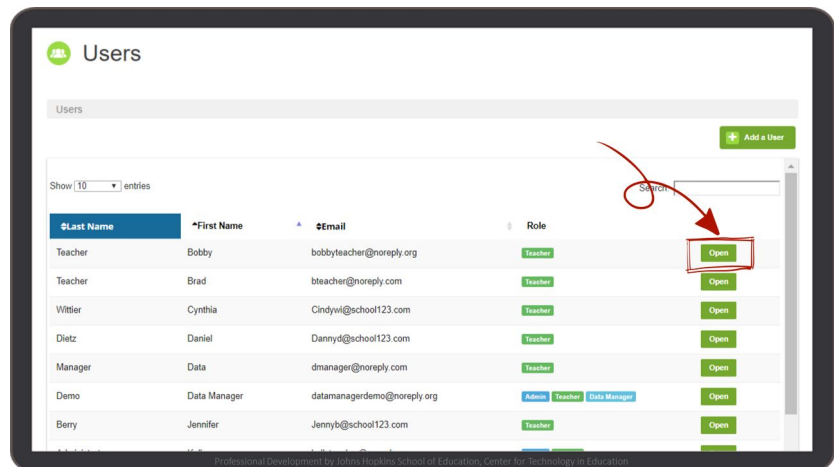 Users
Users
Add a User
Show 10 entries
Search:
Last Name First Name Email Role
Teacher Bobby bobbyteacher@noreply.org Teacher Open
Teacher Brad bteacher@noreply.com Teacher Open
Wittier Cynthia Cindywi@school123.com Teacher Open
Dietz Daniel Dannyd@school123.com Teacher Open
Manager Data dmanager@noreply.com Teacher Open
Demo Data Manager datamanagerdemo@noreply.org Admin Teacher Data Manager Open
Berry Jennifer Jennyb@school123.com Teacher Open
Professional Development by Johns Hopkins School of Education, Center for Technology in Education